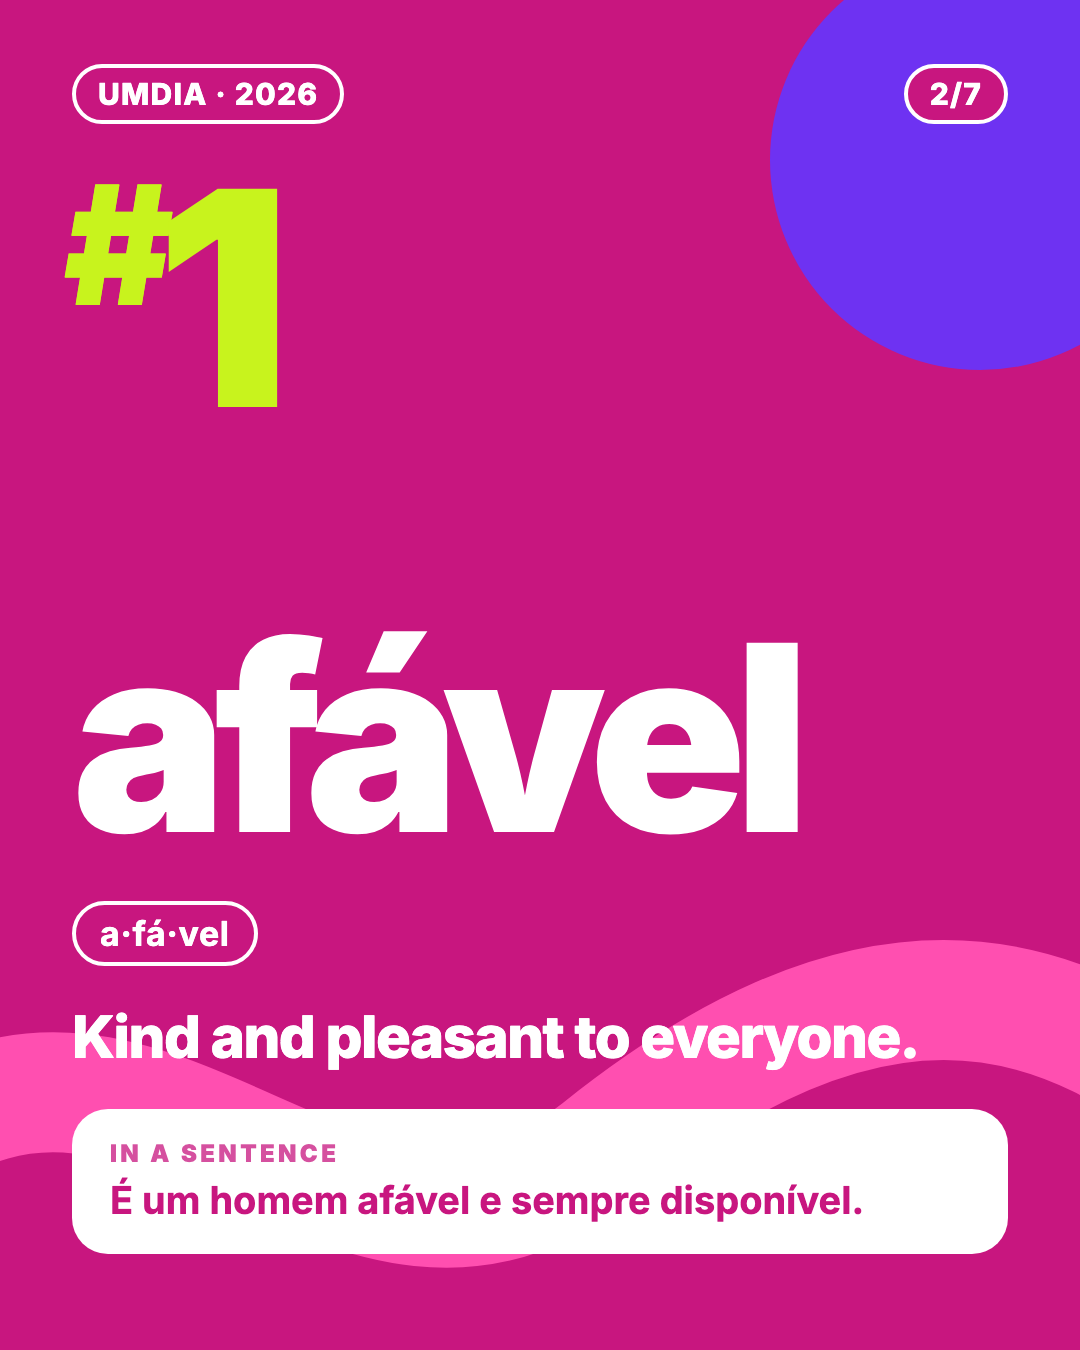 UMDIA · 2026
2/7
#1
afável
a·fá·vel
Kind and pleasant to everyone.
IN A SENTENCE
É um homem afável e sempre disponível.